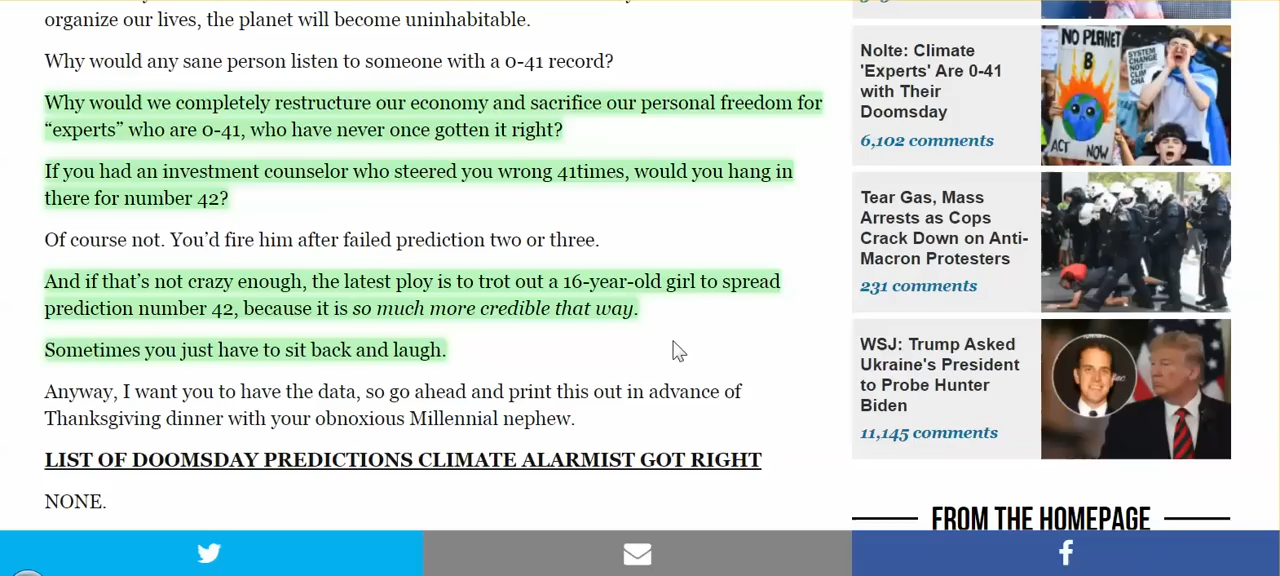 organize our lives, the planet will become uninhabitable.
Why would any sane person listen to someone with a 0-41 record?
Why would we completely restructure our economy and sacrifice our personal freedom for
“experts” who are 0-41, who have never once gotten it right?
If you had an investment counselor who steered you wrong 41times, would you hang in
there for number 42?
Of course not. You’d fire him after failed prediction two or three.
And if that’s not crazy enough, the latest ploy is to trot out a 16-year-old girl to spread
prediction number 42, because it is so much more credible that way.
Sometimes you just have to sit back and laugh.
Anyway, I want you to have the data, so go ahead and print this out in advance of
Thanksgiving dinner with your obnoxious Millennial nephew.
LIST OF DOOMSDAY PREDICTIONS CLIMATE ALARMIST GOT RIGHT
NONE.
Nolte: Climate
'Experts' Are 0-41
with Their
Doomsday
6,102 comments
NO PLANET
B
ACT NOW
SYSTEM
CHANGE
NOT
Tear Gas, Mass
Arrests as Cops
Crack Down on Anti-
Macron Protesters
231 comments
WSJ: Trump Asked
Ukraine's President
to Probe Hunter
Biden
11,145 comments
FROM THE HOMEPAGE